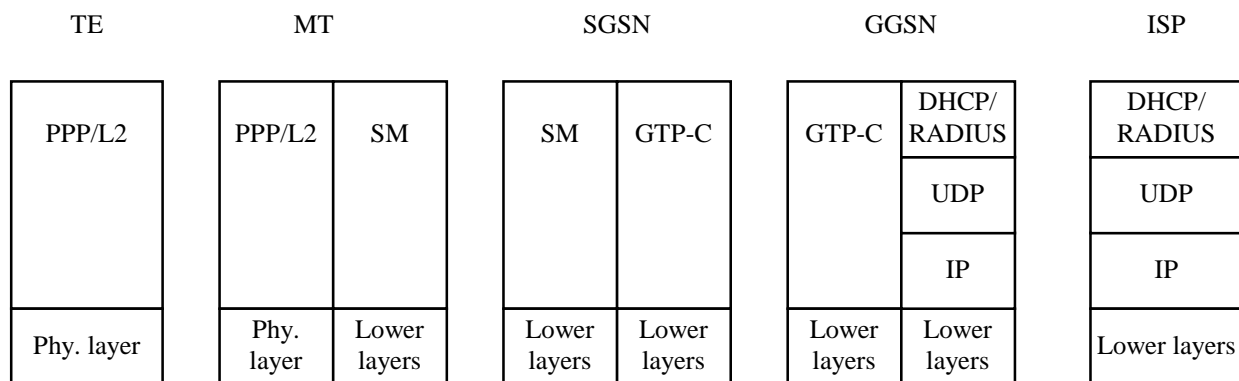 TE
MT
SGSN
GGSN
ISP
PPP/L2
Phy. layer
PPP/L2
SM
Phy.
layer
Lower
layers
SM
GTP-C
Lower
layers
Lower
layers
GTP-C
DHCP/
RADIUS
UDP
IP
Lower
layers
Lower
layers
DHCP/
RADIUS
UDP
IP
Lower layers